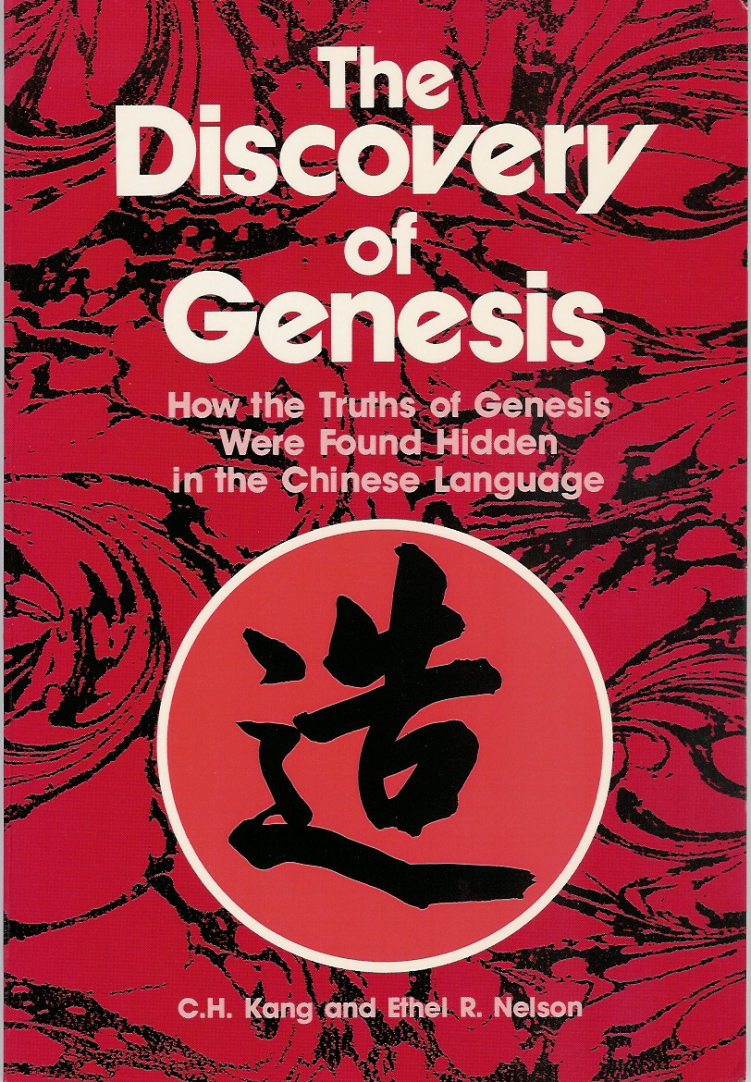 The
Discovery
of
Genesis
How the Truths of Genesis
Were Found Hidden
in the Chinese Language
造
C.H. Kang and Ethel R. Nelson